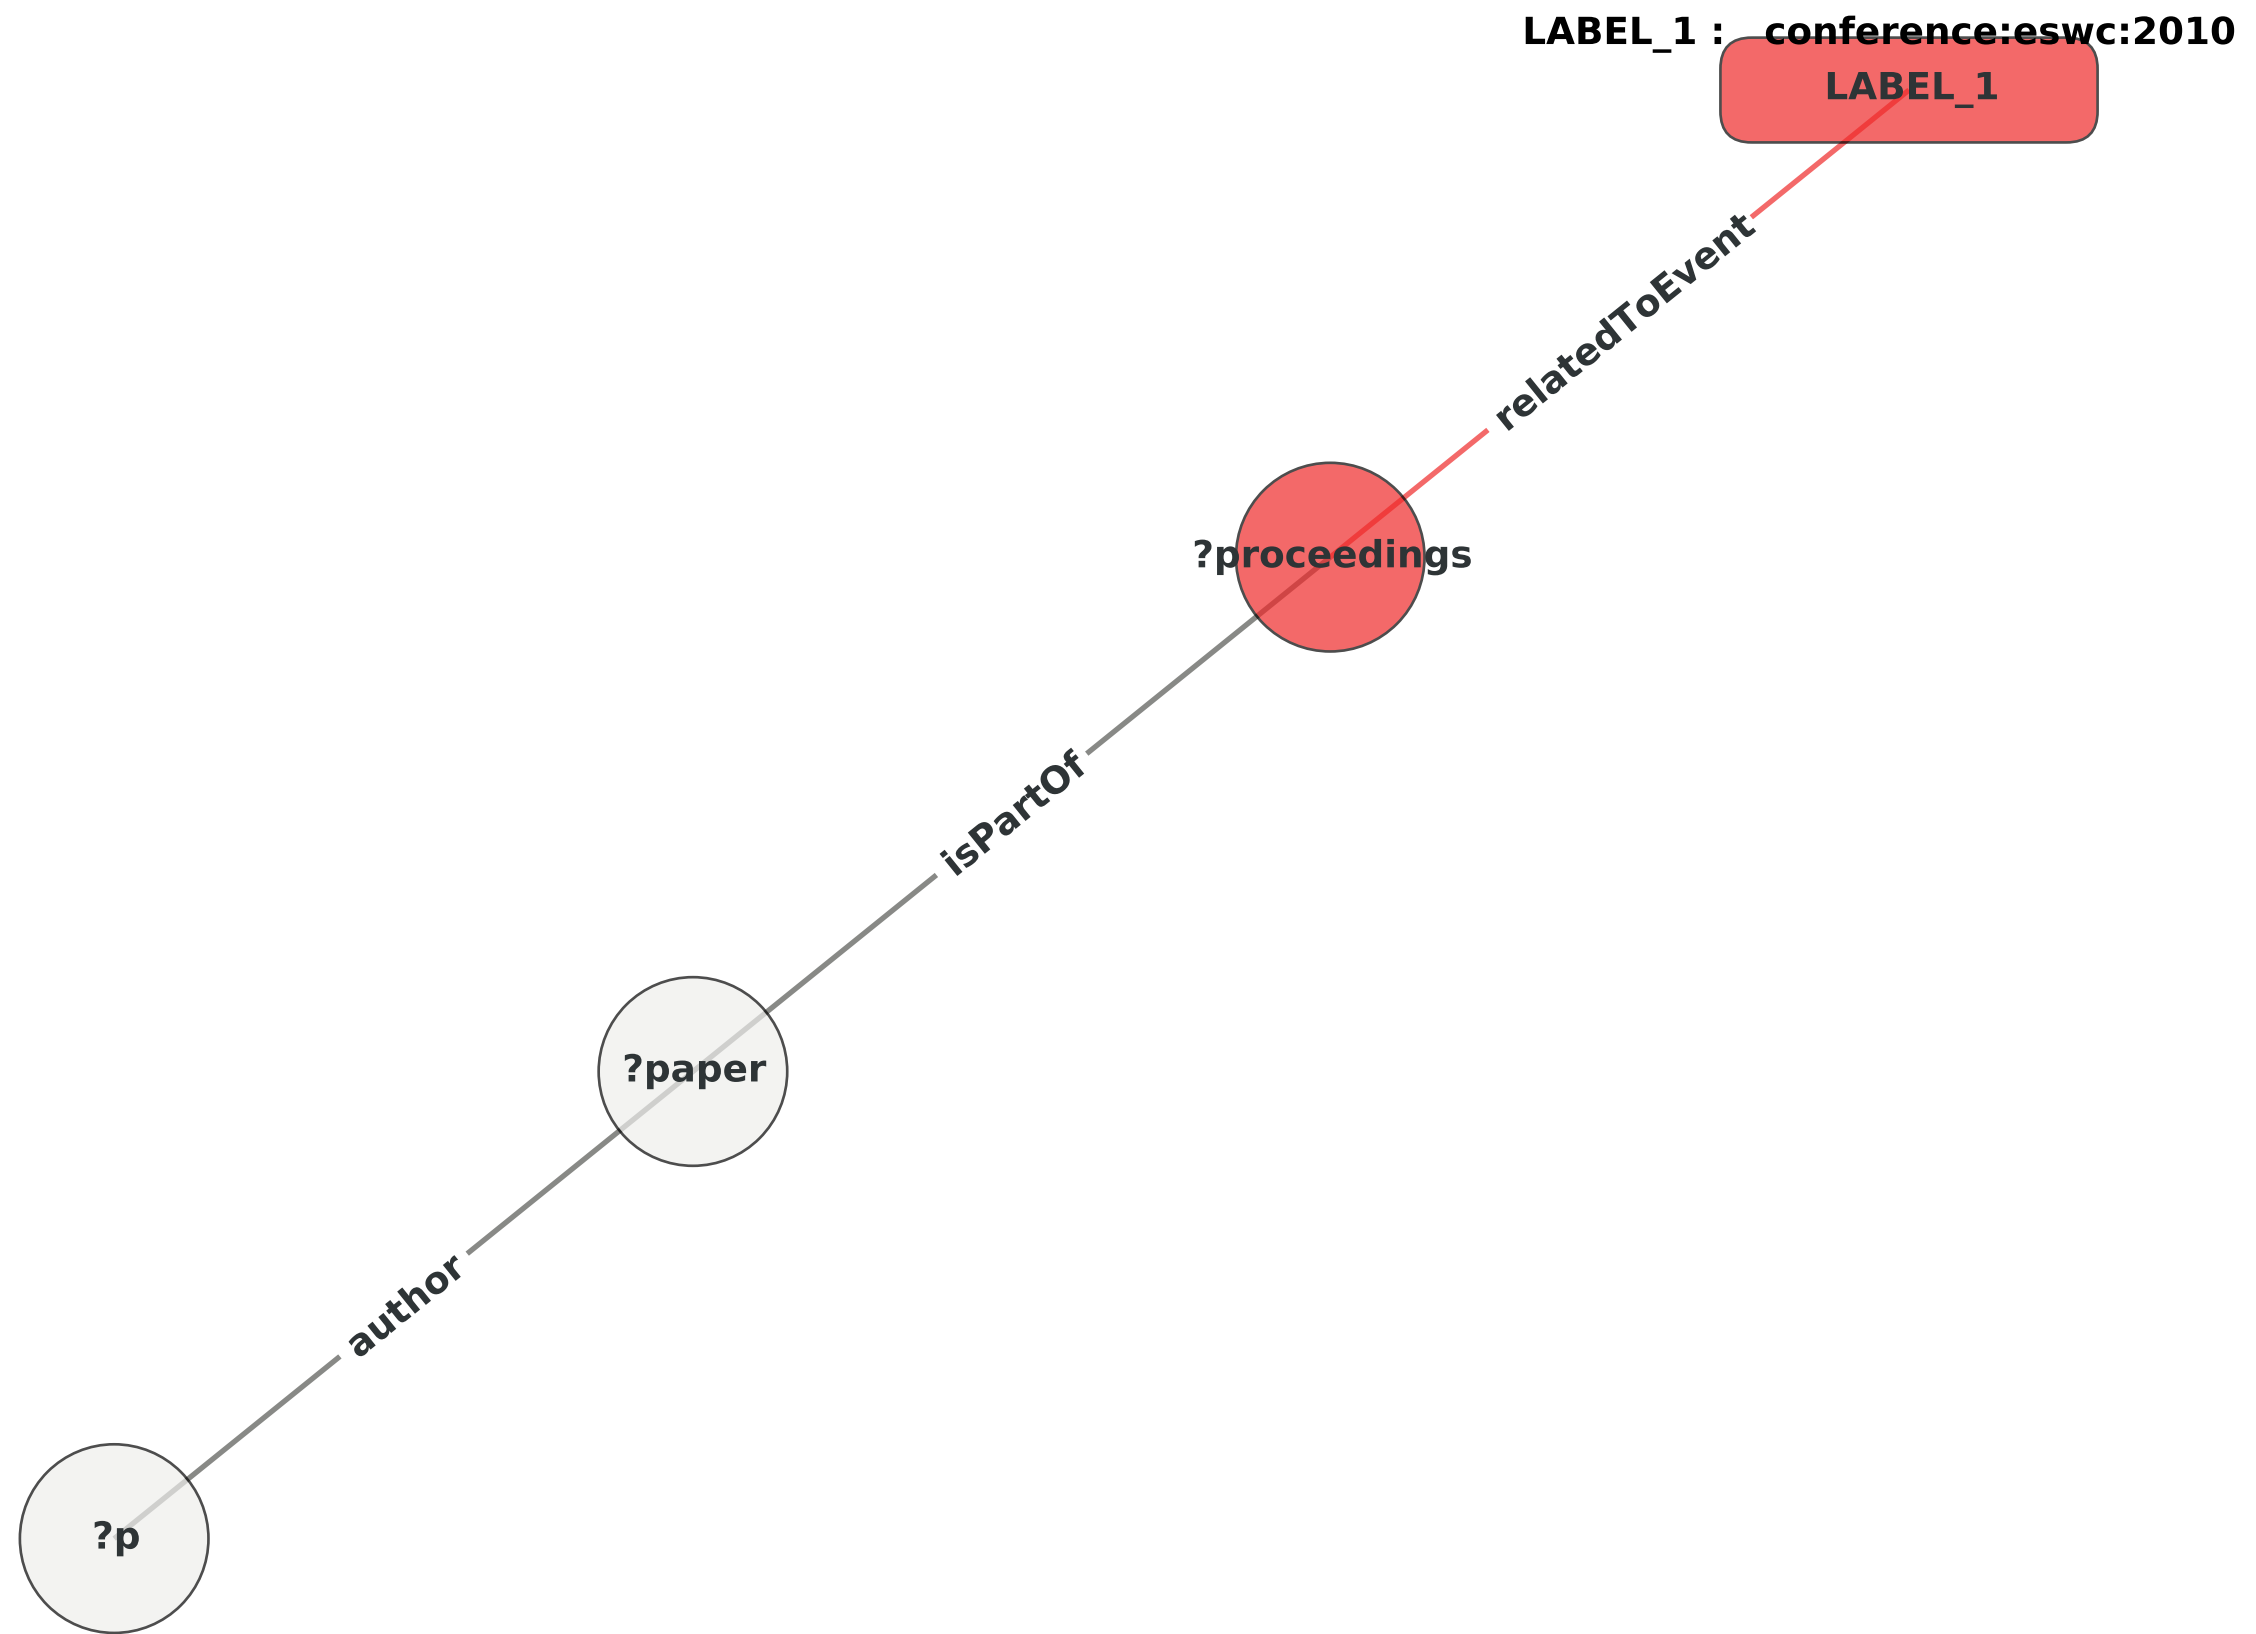 LABEL_1 : conference:eswc:2010
LABEL_1
relatedToEvent
?proceedings
isPartOf
?paper
author
?p